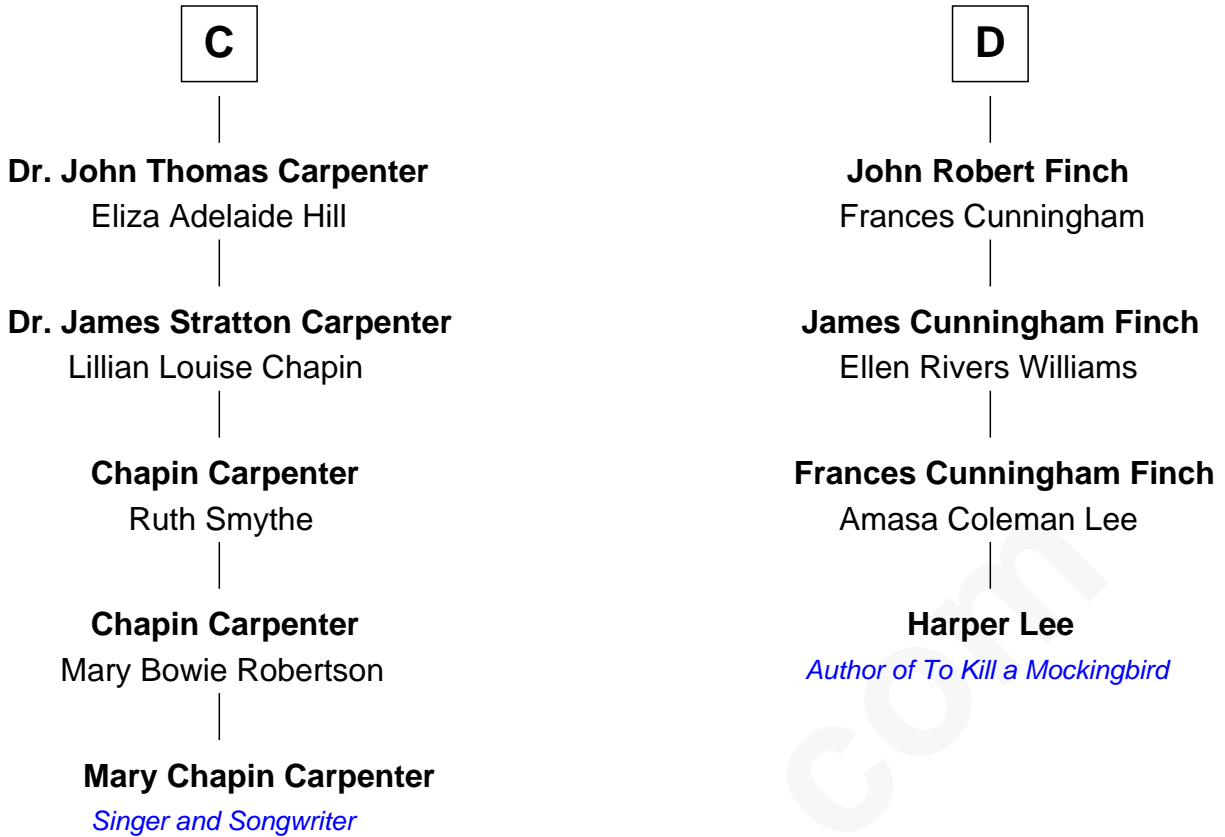 C
Dr. John Thomas Carpenter
Eliza Adelaide Hill
Dr. James Stratton Carpenter
Lillian Louise Chapin
Chapin Carpenter
Ruth Smythe
Chapin Carpenter
Mary Bowie Robertson
Mary Chapin Carpenter
Singer and Songwriter
D
John Robert Finch
Frances Cunningham
James Cunningham Finch
Ellen Rivers Williams
Frances Cunningham Finch
Amasa Coleman Lee
Harper Lee
Author of To Kill a Mockingbird
com